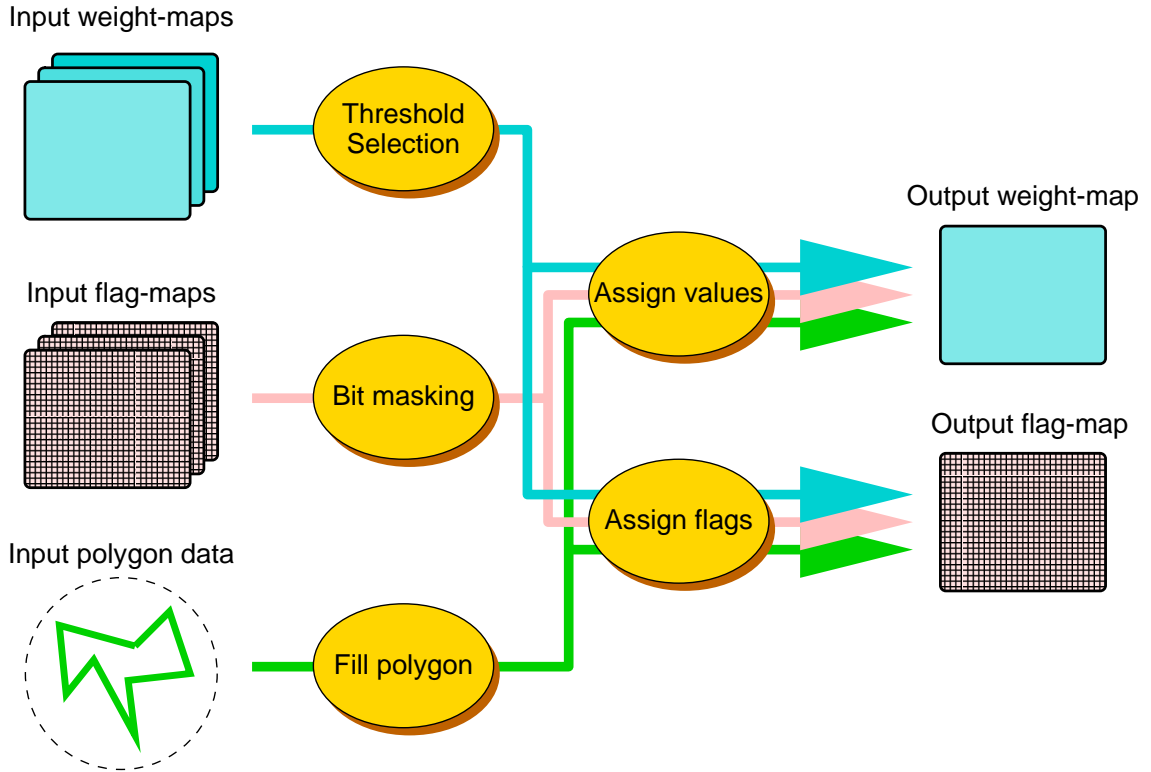 Input weight-maps
Threshold
Selection
Output weight-map
Assign values
Input flag-maps
Bit masking
Output flag-map
Assign flags
Input polygon data
Fill polygon